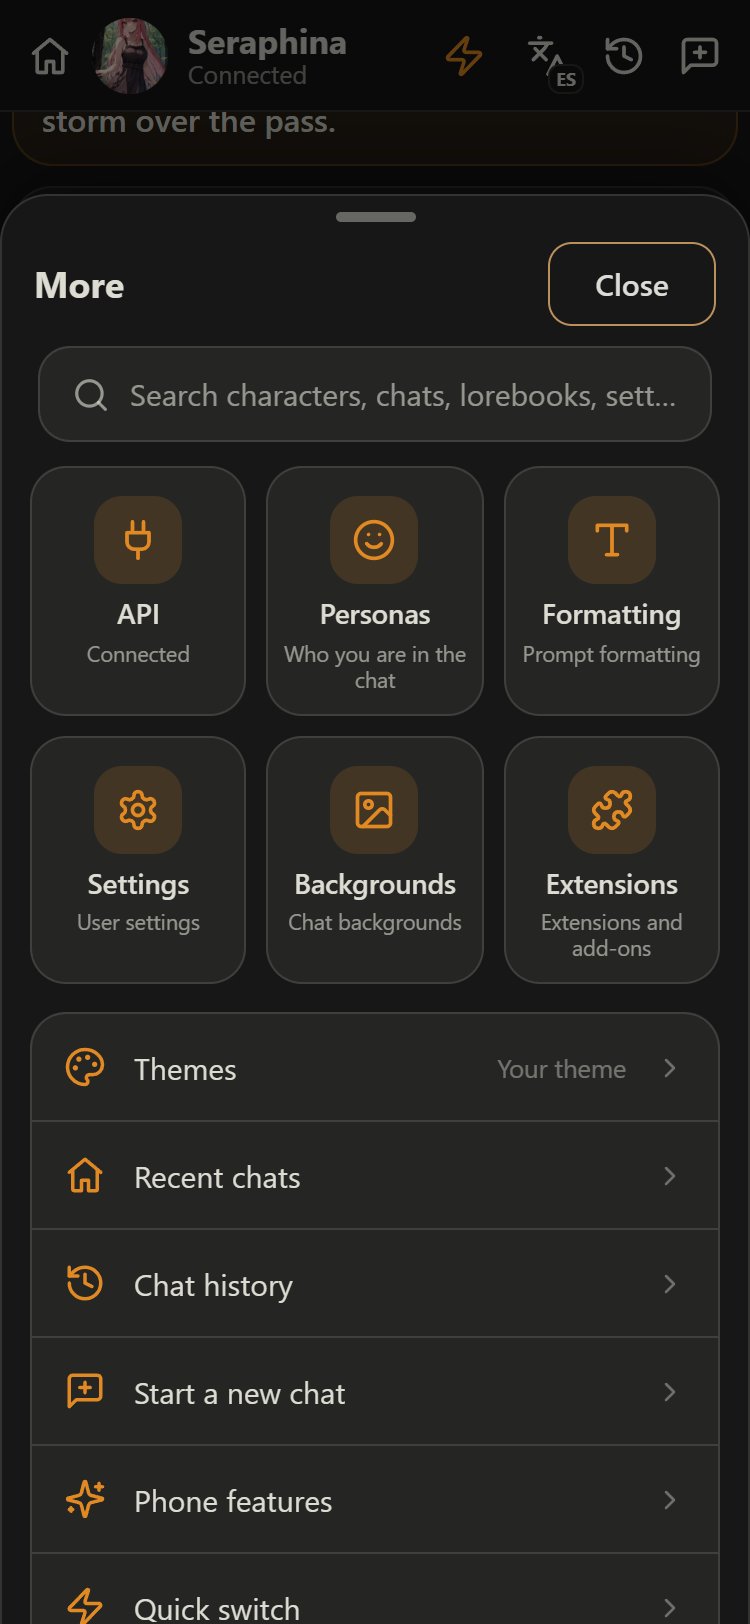 Seraphina
Connected
ES
storm over the pass.
More
Close
Search characters, chats, lorebooks, sett...
API
Connected
Personas
Who you are in the
chat
Formatting
Prompt formatting
Settings
User settings
Backgrounds
Chat backgrounds
Extensions
Extensions and
add-ons
Themes
Your theme
Recent chats
Chat history
Start a new chat
Phone features
Quick switch